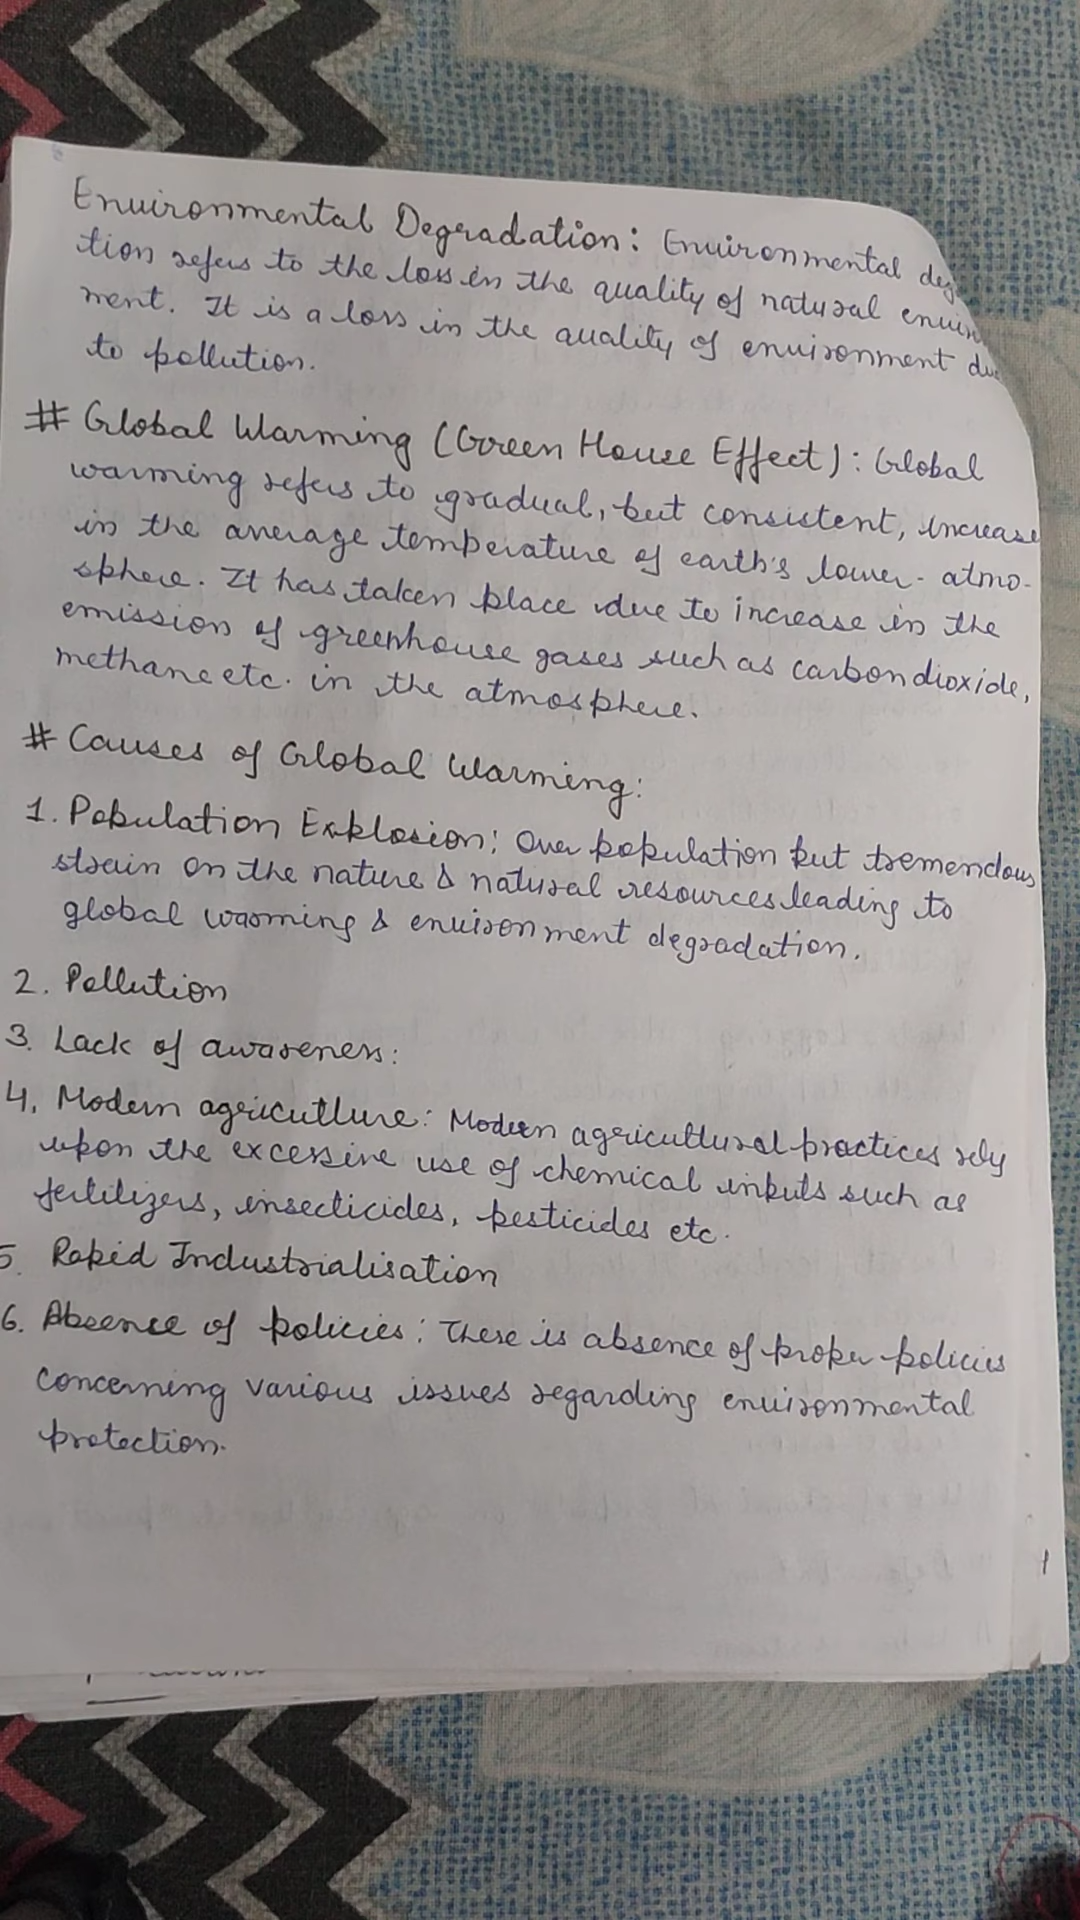 Environmental Degradation: Environmental deg
tion refers to the loss in the quality of natural envir
ment. It is a loss in the quality of environment due
to pollution.
# Global Warming (Green House Effect): Global
warming refers to gradual, but consistent, increase
in the average temperature of earth's lower- atmo-
sphere. It has taken place due to increase in the
emission of greenhouse gases such as carbondioxide,
methane etc. in the atmosphere.
# Causes of Global Warming:
1. Population Explosion: Over population but tremendous
strain on the nature & natural resources leading to
global warming & environment degradation.
2. Pollution
3. Lack of awareness:
4. Modern agricutlure: Modern agricultural practices rely
upon the excessive use of chemical inputs such as
fertilizers, insecticides, pesticides etc.
5. Rapid Industrialisation
6. Absence of policies: There is absence of proper policies
concerning various issues regarding environmental
protection.